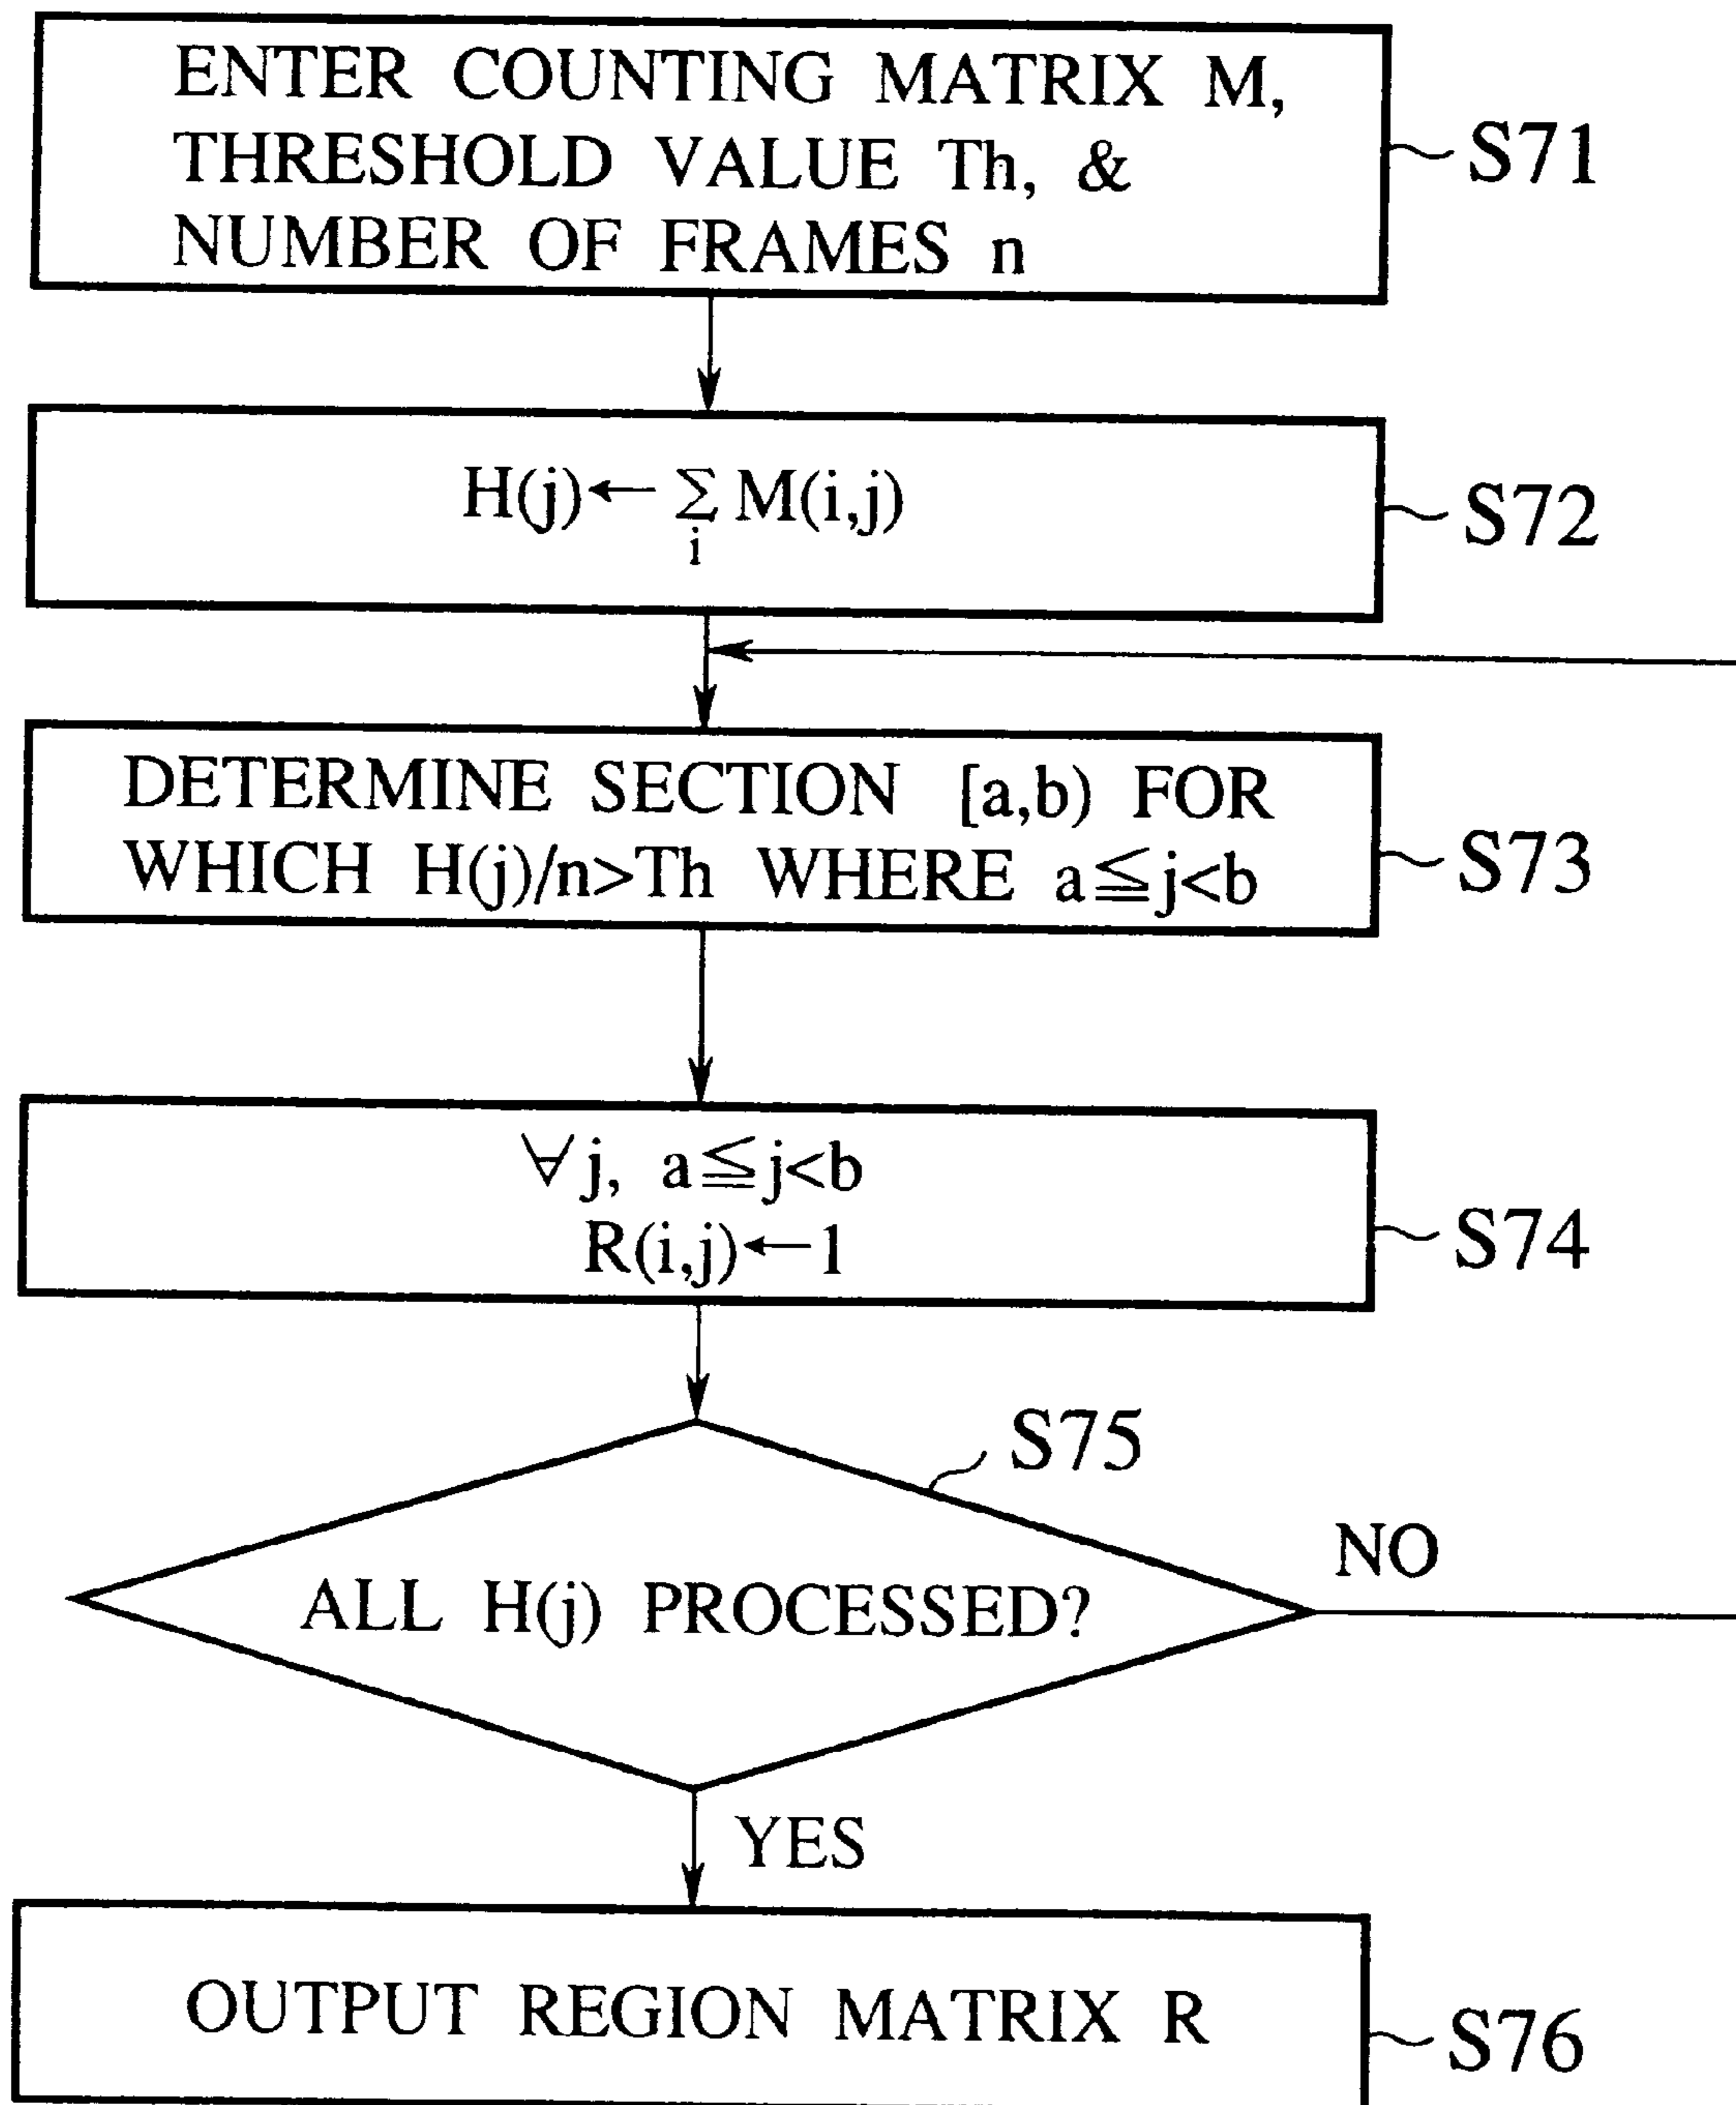 ENTER COUNTING MATRIX M,
THRESHOLD VALUE Th, &
NUMBER OF FRAMES n
S71
H(j)← ∑ M(i,j)
i
S72
DETERMINE SECTION [a,b) FOR
WHICH H(j)/n>Th WHERE a≦j<b
S73
∀j, a≦j<b
R(i,j)←1
S74
S75
ALL H(j) PROCESSED?
NO
YES
OUTPUT REGION MATRIX R
S76